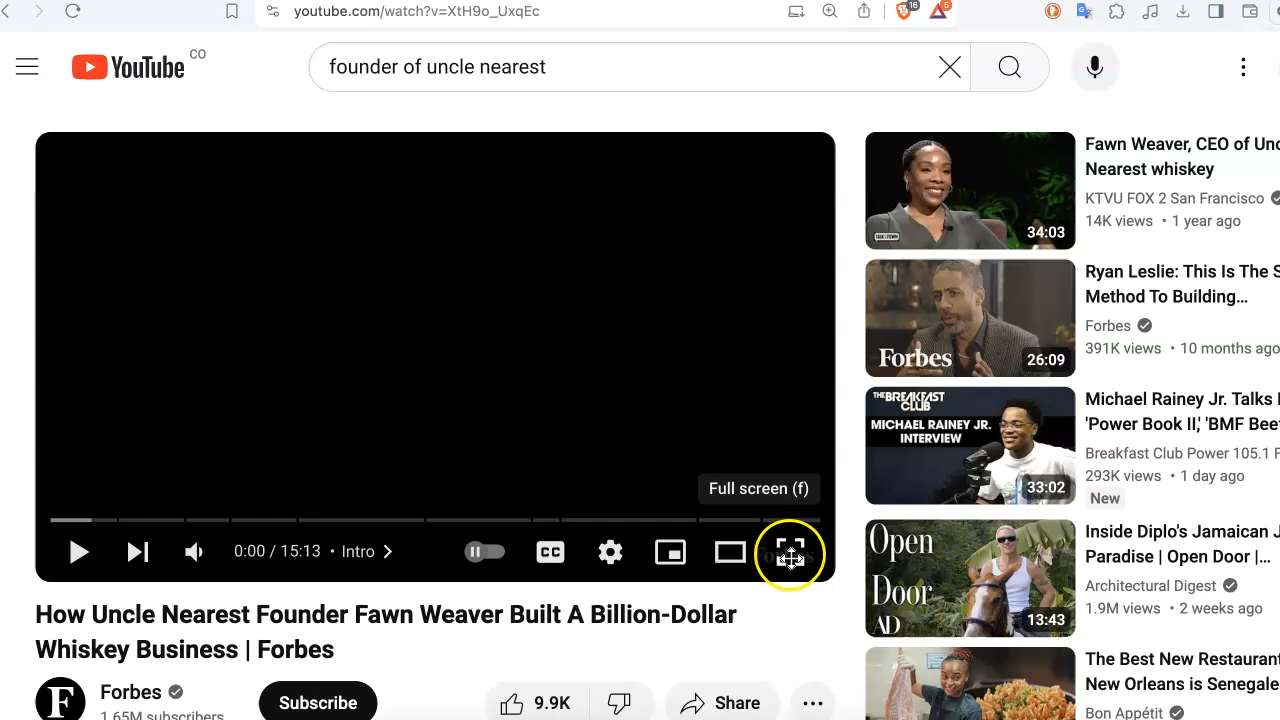 youtube.com/watch?v=XtH9o_UxqEc
16
5
YouTube CO
founder of uncle nearest
Full screen (f)
0:00 / 15:13 • Intro
CC
How Uncle Nearest Founder Fawn Weaver Built A Billion-Dollar
Whiskey Business | Forbes
F
Forbes
1.65M subscribers
Subscribe
9.9K
Share
34:03
Fawn Weaver, CEO of Unc
Nearest whiskey
KTVU FOX 2 San Francisco
14K views • 1 year ago
Forbes
26:09
Ryan Leslie: This Is The S
Method To Building...
Forbes
391K views • 10 months ago
THE BREAKFAST
CLUB
MICHAEL RAINEY JR.
INTERVIEW
33:02
Michael Rainey Jr. Talks
'Power Book II,' 'BMF Bee
Breakfast Club Power 105.1 F
293K views • 1 day ago
New
Open
Door
AD
13:43
Inside Diplo's Jamaican J
Paradise | Open Door |...
Architectural Digest
1.9M views • 2 weeks ago
The Best New Restaurant
New Orleans is Senegale
Bon Appétit